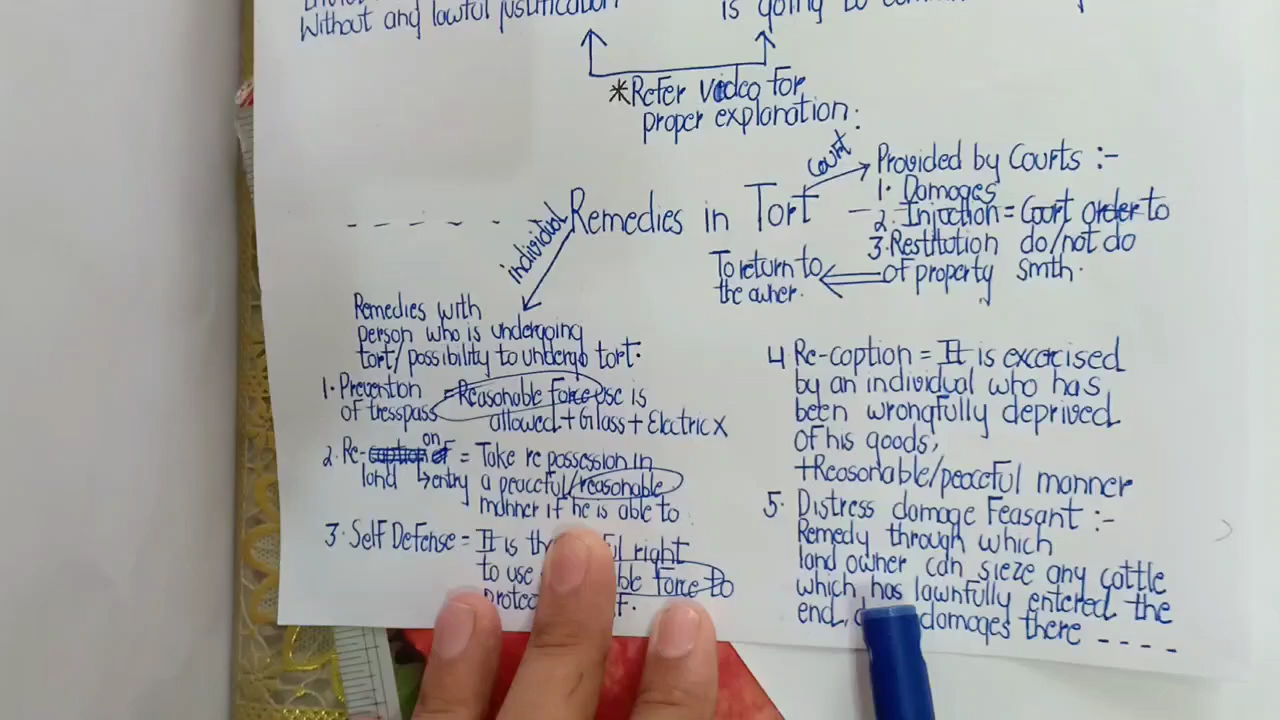 Without any lawful justification
is going to
*Refer video for
proper explanation:
Remedies in Tort
Court
Provided by Courts :-
1. Damages
2. Injction = Court order to
3. Restitution do/not do
of property smth.
To return to
the owner.
individual
Remedies with
person who is undergoing
tort/possibility to undergo tort.
1. Prevention = Reasonable Force use is
of tresspass allowed + Glass + Electric x
2. Re- on = Take re possession in
land ↳ entry a peaceful/reasonable
manner if he is able to
3. Self Defense = It is the right
to use force to
4 Re-caption = It is excercised
by an individual who has
been wrongfully deprived
of his goods,
+Reasonable/peaceful manner
5. Distress damage Feasant :-
Remedy through which
land owner can sieze any cattle
which has lawnfully entered the
end, damages there - - - -